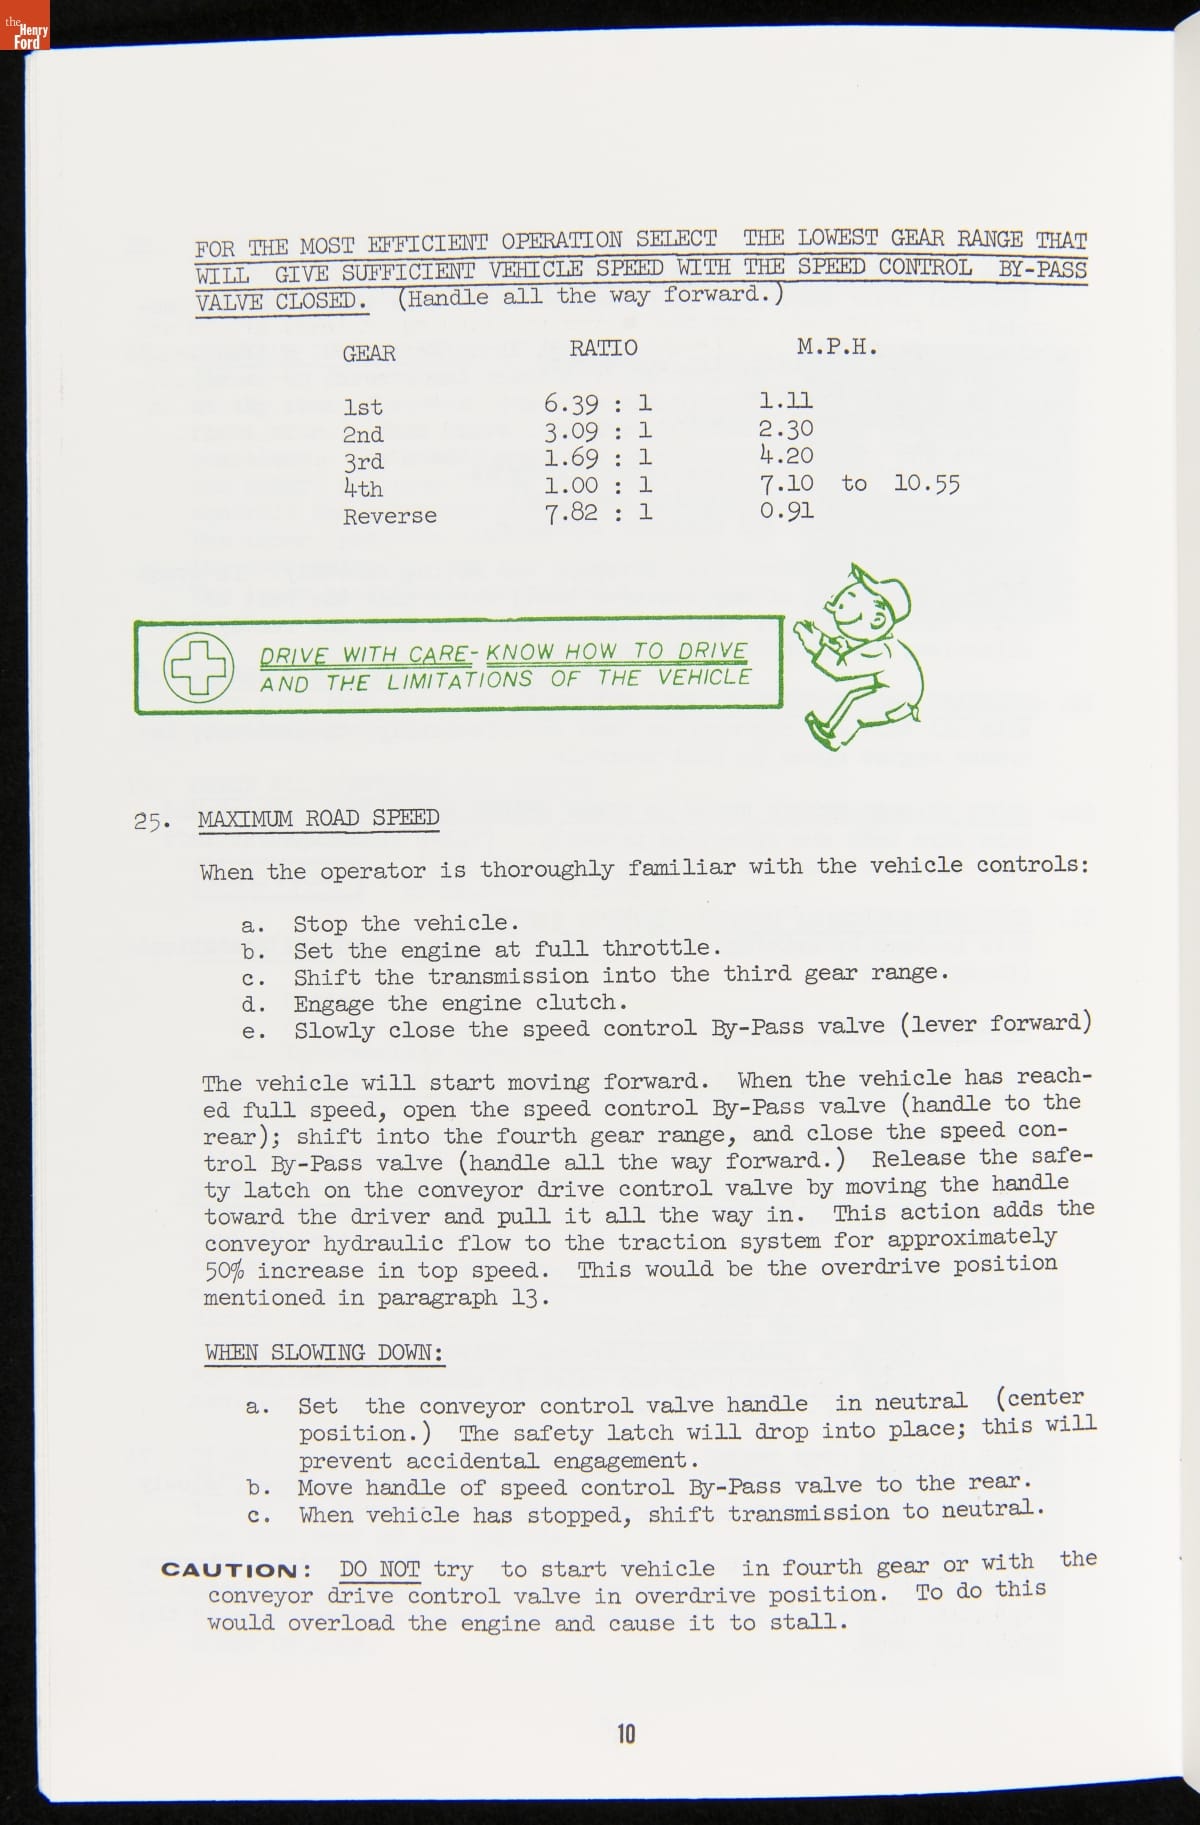 the
Henry
Ford
FOR THE MOST EFFICIENT OPERATION SELECT THE LOWEST GEAR RANGE THAT
WILL GIVE SUFFICIENT VEHICLE SPEED WITH THE SPEED CONTROL BY-PASS
VALVE CLOSED. (Handle all the way forward.)
GEAR RATIO M.P.H.
1st 6.39 : 1 1.11
2nd 3.09 : 1 2.30
3rd 1.69 : 1 4.20
4th 1.00 : 1 7.10 to 10.55
Reverse 7.82 : 1 0.91
DRIVE WITH CARE- KNOW HOW TO DRIVE
AND THE LIMITATIONS OF THE VEHICLE
25. MAXIMUM ROAD SPEED
When the operator is thoroughly familiar with the vehicle controls:
a. Stop the vehicle.
b. Set the engine at full throttle.
c. Shift the transmission into the third gear range.
d. Engage the engine clutch.
e. Slowly close the speed control By-Pass valve (lever forward)
The vehicle will start moving forward. When the vehicle has reach-
ed full speed, open the speed control By-Pass valve (handle to the
rear); shift into the fourth gear range, and close the speed con-
trol By-Pass valve (handle all the way forward.) Release the safe-
ty latch on the conveyor drive control valve by moving the handle
toward the driver and pull it all the way in. This action adds the
conveyor hydraulic flow to the traction system for approximately
50% increase in top speed. This would be the overdrive position
mentioned in paragraph 13.
WHEN SLOWING DOWN:
a. Set the conveyor control valve handle in neutral (center
position.) The safety latch will drop into place; this will
prevent accidental engagement.
b. Move handle of speed control By-Pass valve to the rear.
c. When vehicle has stopped, shift transmission to neutral.
CAUTION: DO NOT try to start vehicle in fourth gear or with the
conveyor drive control valve in overdrive position. To do this
would overload the engine and cause it to stall.
10